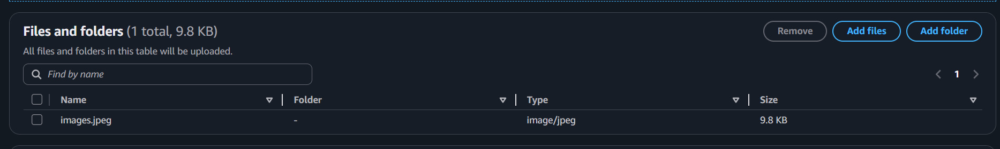 Files and folders (1 total, 9.8 KB)
Remove
Add files
Add folder
All files and folders in this table will be uploaded.
Find by name
1
Name Folder Type Size
images.jpeg - image/jpeg 9.8 KB